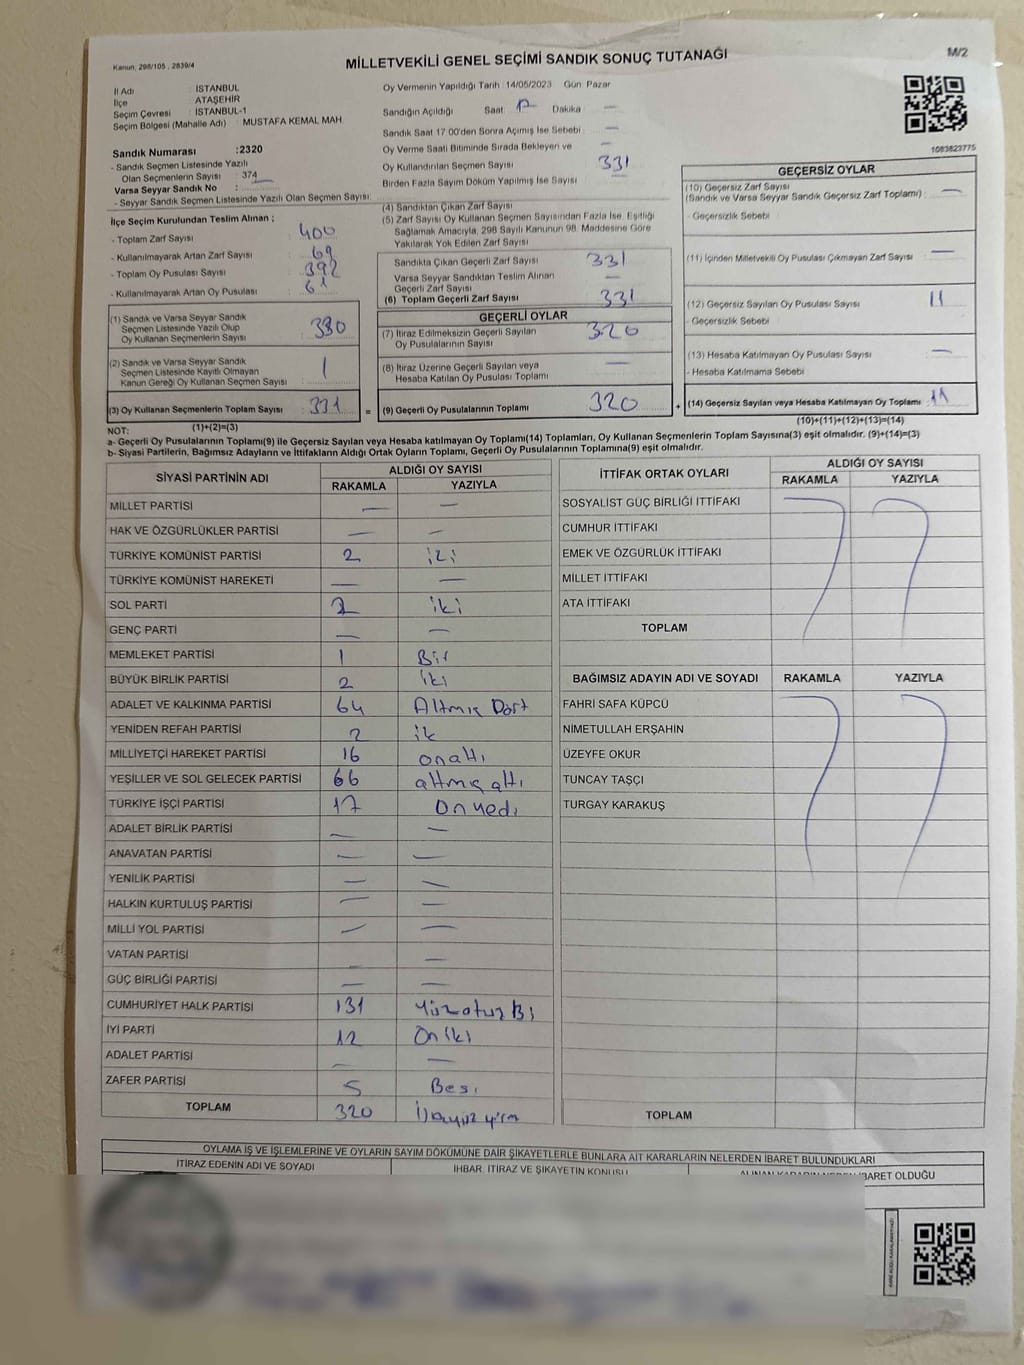 Kanun, 298/105 , 2839/4
MİLLETVEKİLİ GENEL SEÇİMİ SANDIK SONUÇ TUTANAĞI
M/2
İl Adı : İSTANBUL
İlçe : ATAŞEHİR
Seçim Çevresi : İSTANBUL-1
Seçim Bölgesi (Mahalle Adı) : MUSTAFA KEMAL MAH
Sandık Numarası :2320
- Sandık Seçmen Listesinde Yazılı
Olan Seçmenlerin Sayısı : 374
Varsa Seyyar Sandık No :
- Seyyar Sandık Seçmen Listesinde Yazılı Olan Seçmen Sayısı:
İlçe Seçim Kurulundan Teslim Alınan ;
- Toplam Zarf Sayısı : 400
- Kullanılmayarak Artan Zarf Sayısı : 69
- Toplam Oy Pusulası Sayısı : 392
- Kullanılmayarak Artan Oy Pusulası : 61
(1) Sandık ve Varsa Seyyar Sandık
Seçmen Listesinde Yazılı Olup
Oy Kullanan Seçmenlerin Sayısı : 330
(2) Sandık ve Varsa Seyyar Sandık
Seçmen Listesinde Kayıtlı Olmayan
Kanun Gereği Oy Kullanan Seçmen Sayısı : 1
(3) Oy Kullanan Seçmenlerin Toplam Sayısı : 331
(1)+(2)=(3)
Oy Vermenin Yapıldığı Tarih :14/05/2023 Gün: Pazar
Sandığın Açıldığı Saat : Dakika : —
Sandık Saat 17:00'den Sonra Açılmış İse Sebebi : —
Oy Verme Saati Bitiminde Sırada Bekleyen ve —
Oy Kullandırılan Seçmen Sayısı : 331
Birden Fazla Sayım Döküm Yapılmış İse Sayısı : —
(4) Sandıktan Çıkan Zarf Sayısı
(5) Zarf Sayısı Oy Kullanan Seçmen Sayısından Fazla İse, Eşitliği
Sağlamak Amacıyla, 298 Sayılı Kanunun 98. Maddesine Göre
Yakılarak Yok Edilen Zarf Sayısı
Sandıkta Çıkan Geçerli Zarf Sayısı : 331
Varsa Seyyar Sandıktan Teslim Alınan
Geçerli Zarf Sayısı : —
(6) Toplam Geçerli Zarf Sayısı : 331
GEÇERLİ OYLAR
(7) İtiraz Edilmeksizin Geçerli Sayılan
Oy Pusulalarının Sayısı : 320
(8) İtiraz Üzerine Geçerli Sayılan veya
Hesaba Katılan Oy Pusulası Toplamı : —
= (9) Geçerli Oy Pusulalarının Toplamı : 320 +
1083823775
GEÇERSİZ OYLAR
(10) Geçersiz Zarf Sayısı
(Sandık ve Varsa Seyyar Sandık Geçersiz Zarf Toplamı) : —
- Geçersizlik Sebebi :
(11) İçinden Milletvekili Oy Pusulası Çıkmayan Zarf Sayısı : —
(12) Geçersiz Sayılan Oy Pusulası Sayısı : 11
- Geçersizlik Sebebi :
(13) Hesaba Katılmayan Oy Pusulası Sayısı : —
- Hesaba Katılmama Sebebi :
(14) Geçersiz Sayılan veya Hesaba Katılmayan Oy Toplamı : 11
(10)+(11)+(12)+(13)=(14)
NOT:
a- Geçerli Oy Pusulalarının Toplamı(9) ile Geçersiz Sayılan veya Hesaba katılmayan Oy Toplamı(14) Toplamları, Oy Kullanan Seçmenlerin Toplam Sayısına(3) eşit olmalıdır. (9)+(14)=(3)
b- Siyasi Partilerin, Bağımsız Adayların ve İttifakların Aldığı Ortak Oyların Toplamı, Geçerli Oy Pusulalarının Toplamına(9) eşit olmalıdır.
SİYASİ PARTİNİN ADI ALDIĞI OY SAYISI
RAKAMLA YAZIYLA
MİLLET PARTİSİ — —
HAK VE ÖZGÜRLÜKLER PARTİSİ — —
TÜRKİYE KOMÜNİST PARTİSİ 2 iki
TÜRKİYE KOMÜNİST HAREKETİ — —
SOL PARTİ 2 iki
GENÇ PARTİ — —
MEMLEKET PARTİSİ 1 Bir
BÜYÜK BİRLİK PARTİSİ 2 iki
ADALET VE KALKINMA PARTİSİ 64 Altmış Dört
YENİDEN REFAH PARTİSİ 2 ik
MİLLİYETÇİ HAREKET PARTİSİ 16 onaltı
YEŞİLLER VE SOL GELECEK PARTİSİ 66 altmış altı
TÜRKİYE İŞÇİ PARTİSİ 17 On yedi
ADALET BİRLİK PARTİSİ — —
ANAVATAN PARTİSİ — —
YENİLİK PARTİSİ — —
HALKIN KURTULUŞ PARTİSİ — —
MİLLİ YOL PARTİSİ — —
VATAN PARTİSİ — —
GÜÇ BİRLİĞİ PARTİSİ — —
CUMHURİYET HALK PARTİSİ 131 Yüzotuz Bi
İYİ PARTİ 12 On iki
ADALET PARTİSİ — —
ZAFER PARTİSİ 5 Beş
TOPLAM 320
İTTİFAK ORTAK OYLARI ALDIĞI OY SAYISI
RAKAMLA YAZIYLA
SOSYALİST GÜÇ BİRLİĞİ İTTİFAKI
CUMHUR İTTİFAKI
EMEK VE ÖZGÜRLÜK İTTİFAKI
MİLLET İTTİFAKI
ATA İTTİFAKI
TOPLAM
BAĞIMSIZ ADAYIN ADI VE SOYADI RAKAMLA YAZIYLA
FAHRİ SAFA KÜPCÜ
NİMETULLAH ERŞAHİN
ÜZEYFE OKUR
TUNCAY TAŞÇI
TURGAY KARAKUŞ
TOPLAM
OYLAMA İŞ VE İŞLEMLERİNE VE OYLARIN SAYIM DÖKÜMÜNE DAİR ŞİKAYETLERLE BUNLARA AİT KARARLARIN NELERDEN İBARET BULUNDUKLARI
İTİRAZ EDENİN ADI VE SOYADI İHBAR, İTİRAZ VE ŞİKAYETİN KONUSU ALINAN KARARIN NEDEN İBARET OLDUĞU